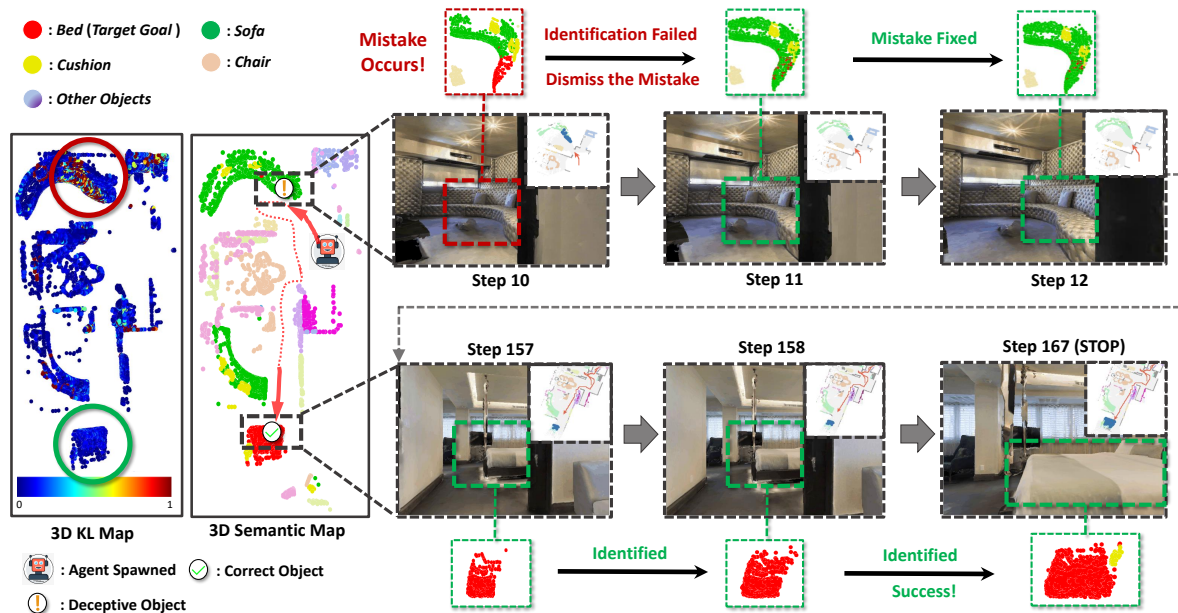 : Bed (Target Goal )
: Sofa
: Cushion
: Chair
: Other Objects
Mistake
Occurs!
Identification Failed
Dismiss the Mistake
Mistake Fixed
Step 10
Step 11
Step 12
0
1
3D KL Map
3D Semantic Map
Step 157
Step 158
Step 167 (STOP)
Identified
Identified
Success!
: Agent Spawned
: Correct Object
: Deceptive Object